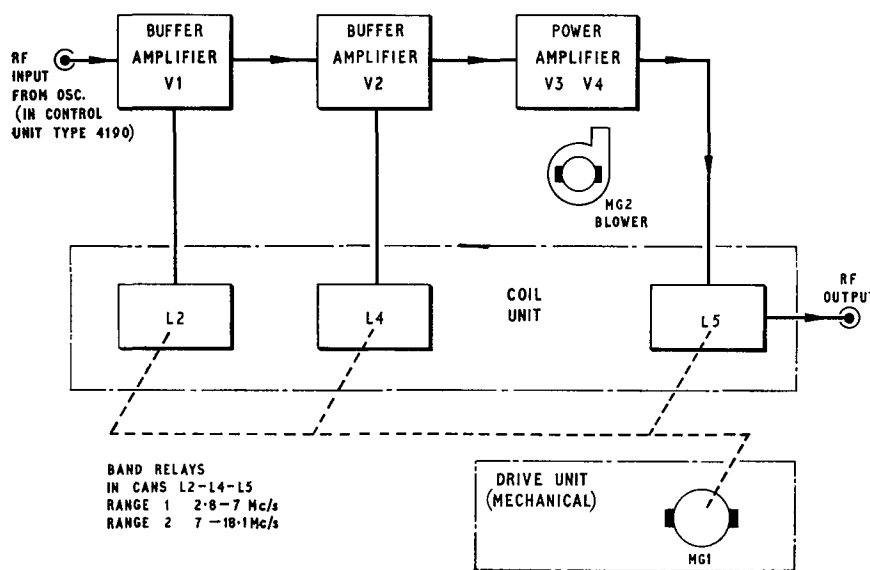 RF
INPUT
FROM OSC.
(IN CONTROL
UNIT TYPE 4190)
BUFFER
AMPLIFIER
V1
BUFFER
AMPLIFIER
V2
POWER
AMPLIFIER
V3 V4
MG2
BLOWER
L2
L4
COIL
UNIT
L5
RF
OUTPUT
BAND RELAYS
IN CANS L2-L4-L5
RANGE 1 2·8-7 Mc/s
RANGE 2 7-18·1 Mc/s
DRIVE UNIT
(MECHANICAL)
MG1